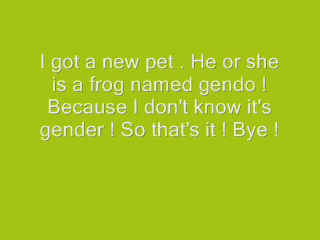 I got a new pet . He or she
is a frog named gendo !
Because I don't know it's
gender ! So that's it ! Bye !